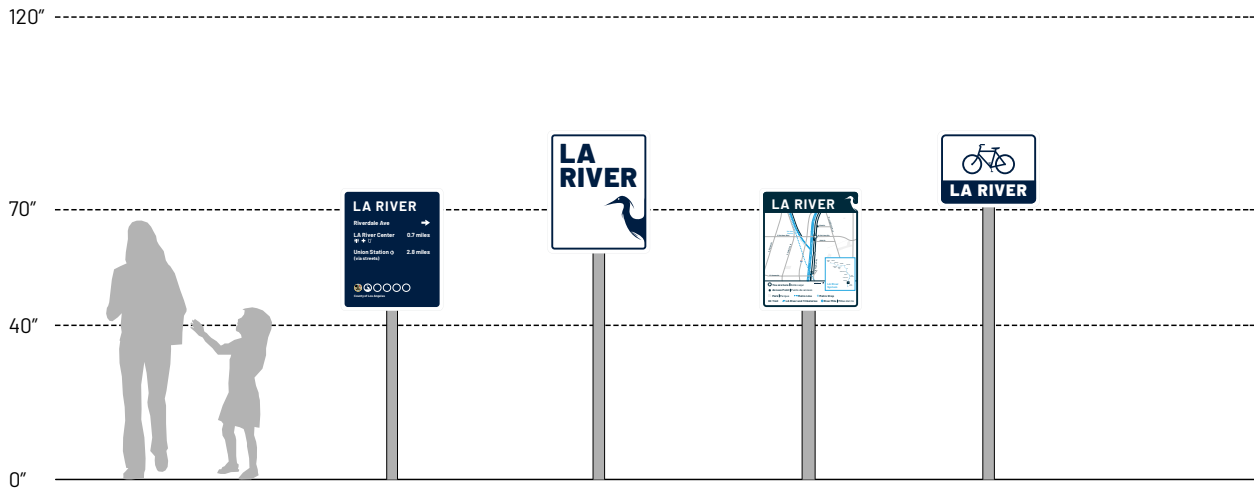 120″
70″
40″
0″
LA RIVER
Riverdale Ave
LA River Center 0.7 miles
Union Station 2.8 miles
(via streets)
County of Los Angeles
LA
RIVER
LA RIVER
LA RIVER